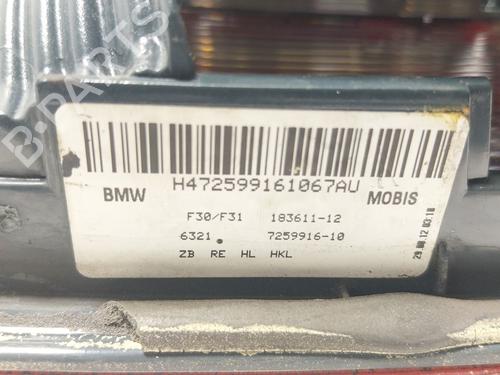 B-PARTS
H472599161067AU
BMW MOBIS
F30/F31 183611-12
6321. 7259916-10
ZB RE HL HKL